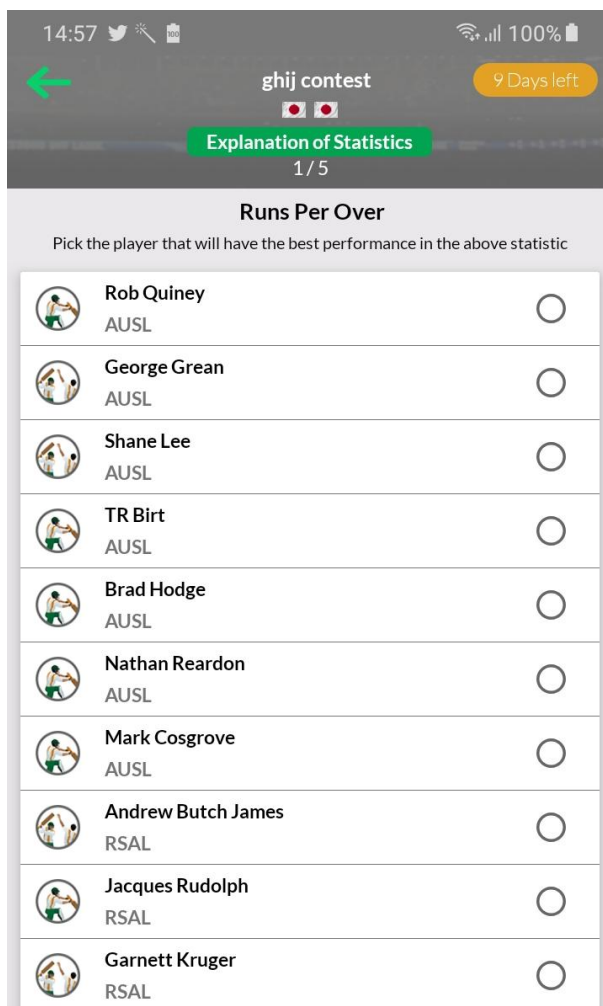 14:57 100%
ghij contest
9 Days left
Explanation of Statistics
1/5
Runs Per Over
Pick the player that will have the best performance in the above statistic
Rob Quiney
AUSL
George Grean
AUSL
Shane Lee
AUSL
TR Birt
AUSL
Brad Hodge
AUSL
Nathan Reardon
AUSL
Mark Cosgrove
AUSL
Andrew Butch James
RSAL
Jacques Rudolph
RSAL
Garnett Kruger
RSAL